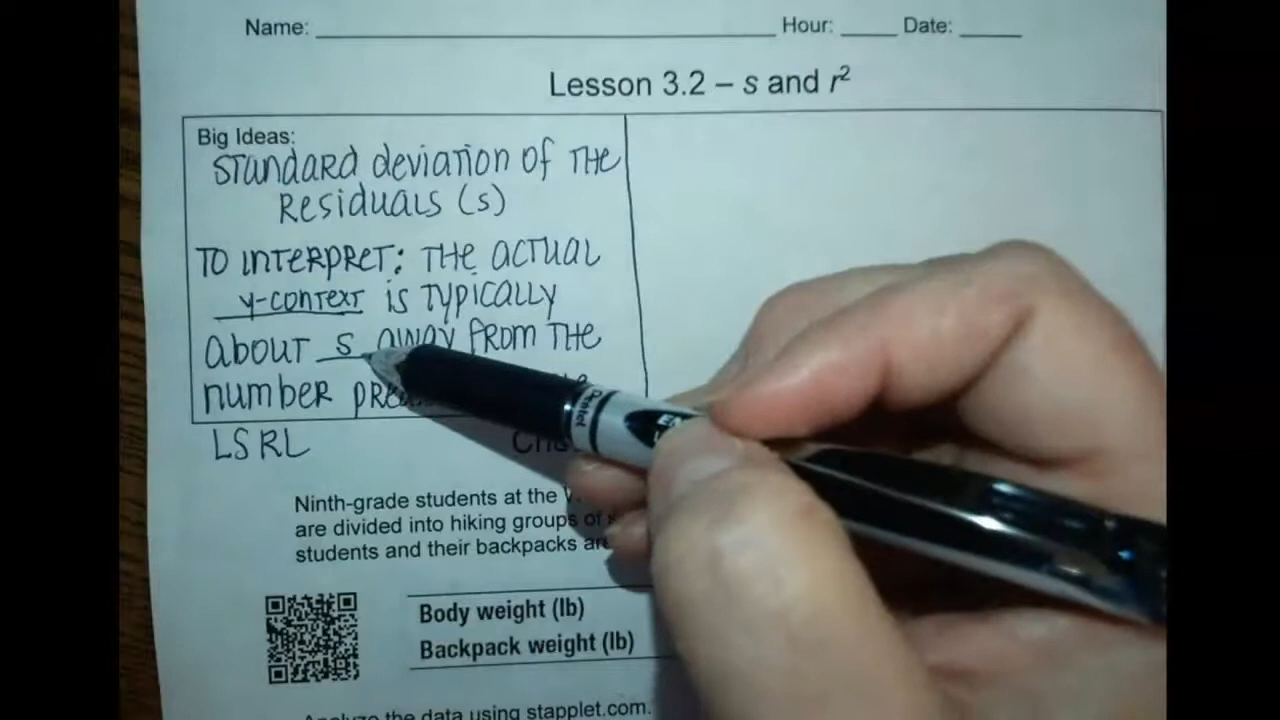 Name: Hour: Date:
Lesson 3.2 – s and r²
Big Ideas:
Standard deviation of the
Residuals (s)
To interpret: The actual
y-context is typically
about s away from the
number
LSRL
Ninth-grade students at the
are divided into hiking groups of
students and their backpacks are
Body weight (lb)
Backpack weight (lb)
Analyze the data using stapplet.com.
Pentel